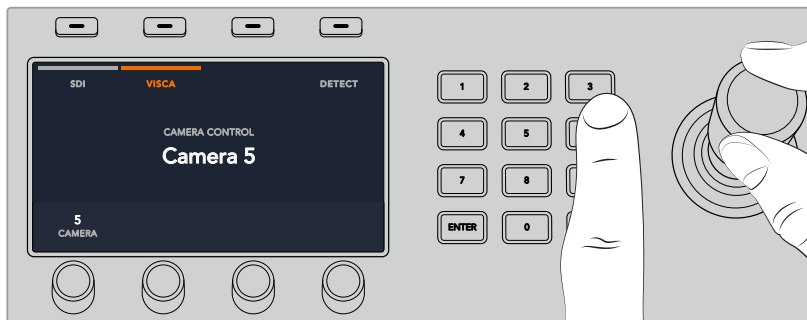 SDI VISCA DETECT
CAMERA CONTROL
Camera 5
5
CAMERA
1 2 3
4 5
7 8
ENTER 0